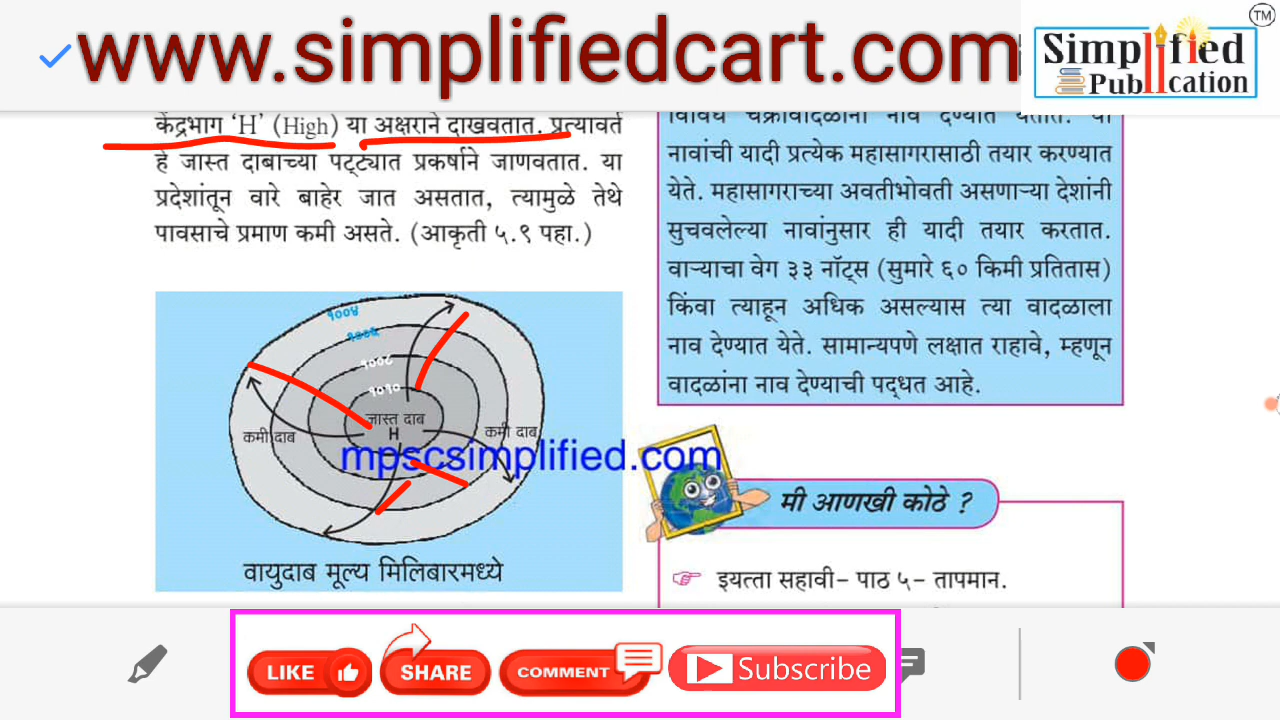 www.simplifiedcart.com
Simplified
Publication
TM
केंद्रभाग ‘H’ (High) या अक्षराने दाखवतात. प्रत्यावर्त
हे जास्त दाबाच्या पट्ट्यात प्रकर्षाने जाणवतात. या
प्रदेशांतून वारे बाहेर जात असतात, त्यामुळे तेथे
पावसाचे प्रमाण कमी असते. (आकृती ५.९ पहा.)
१००४
१००८
१०१०
जास्त दाब
H
कमी दाब
कमी दाब
वायुदाब मूल्य मिलिबारमध्ये
mpscsimplified.com
विविध चक्रीवादळांना नाव देण्यात येतात. या
नावांची यादी प्रत्येक महासागरासाठी तयार करण्यात
येते. महासागराच्या अवतीभोवती असणाऱ्या देशांनी
सुचवलेल्या नावांनुसार ही यादी तयार करतात.
वाऱ्याचा वेग ३३ नॉट्स (सुमारे ६० किमी प्रतितास)
किंवा त्याहून अधिक असल्यास त्या वादळाला
नाव देण्यात येते. सामान्यपणे लक्षात राहावे, म्हणून
वादळांना नाव देण्याची पद्धत आहे.
मी आणखी कोठे ?
इयत्ता सहावी- पाठ ५- तापमान.
LIKE
SHARE
COMMENT
Subscribe